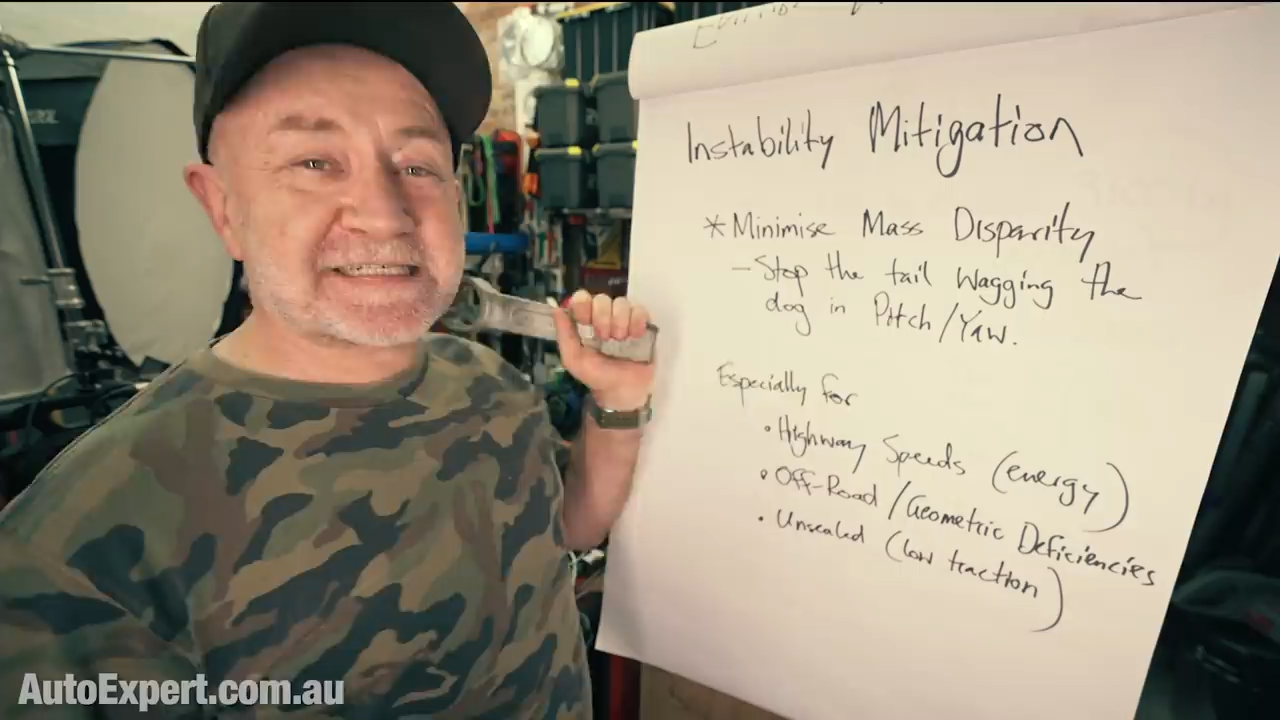 Instability Mitigation
* Minimise Mass Disparity
- Stop the tail wagging the
dog in Pitch/Yaw.
Especially for
• Highway Speeds (energy)
• Off-Road/Geometric Deficiencies
• Unsealed (low traction)
AutoExpert.com.au